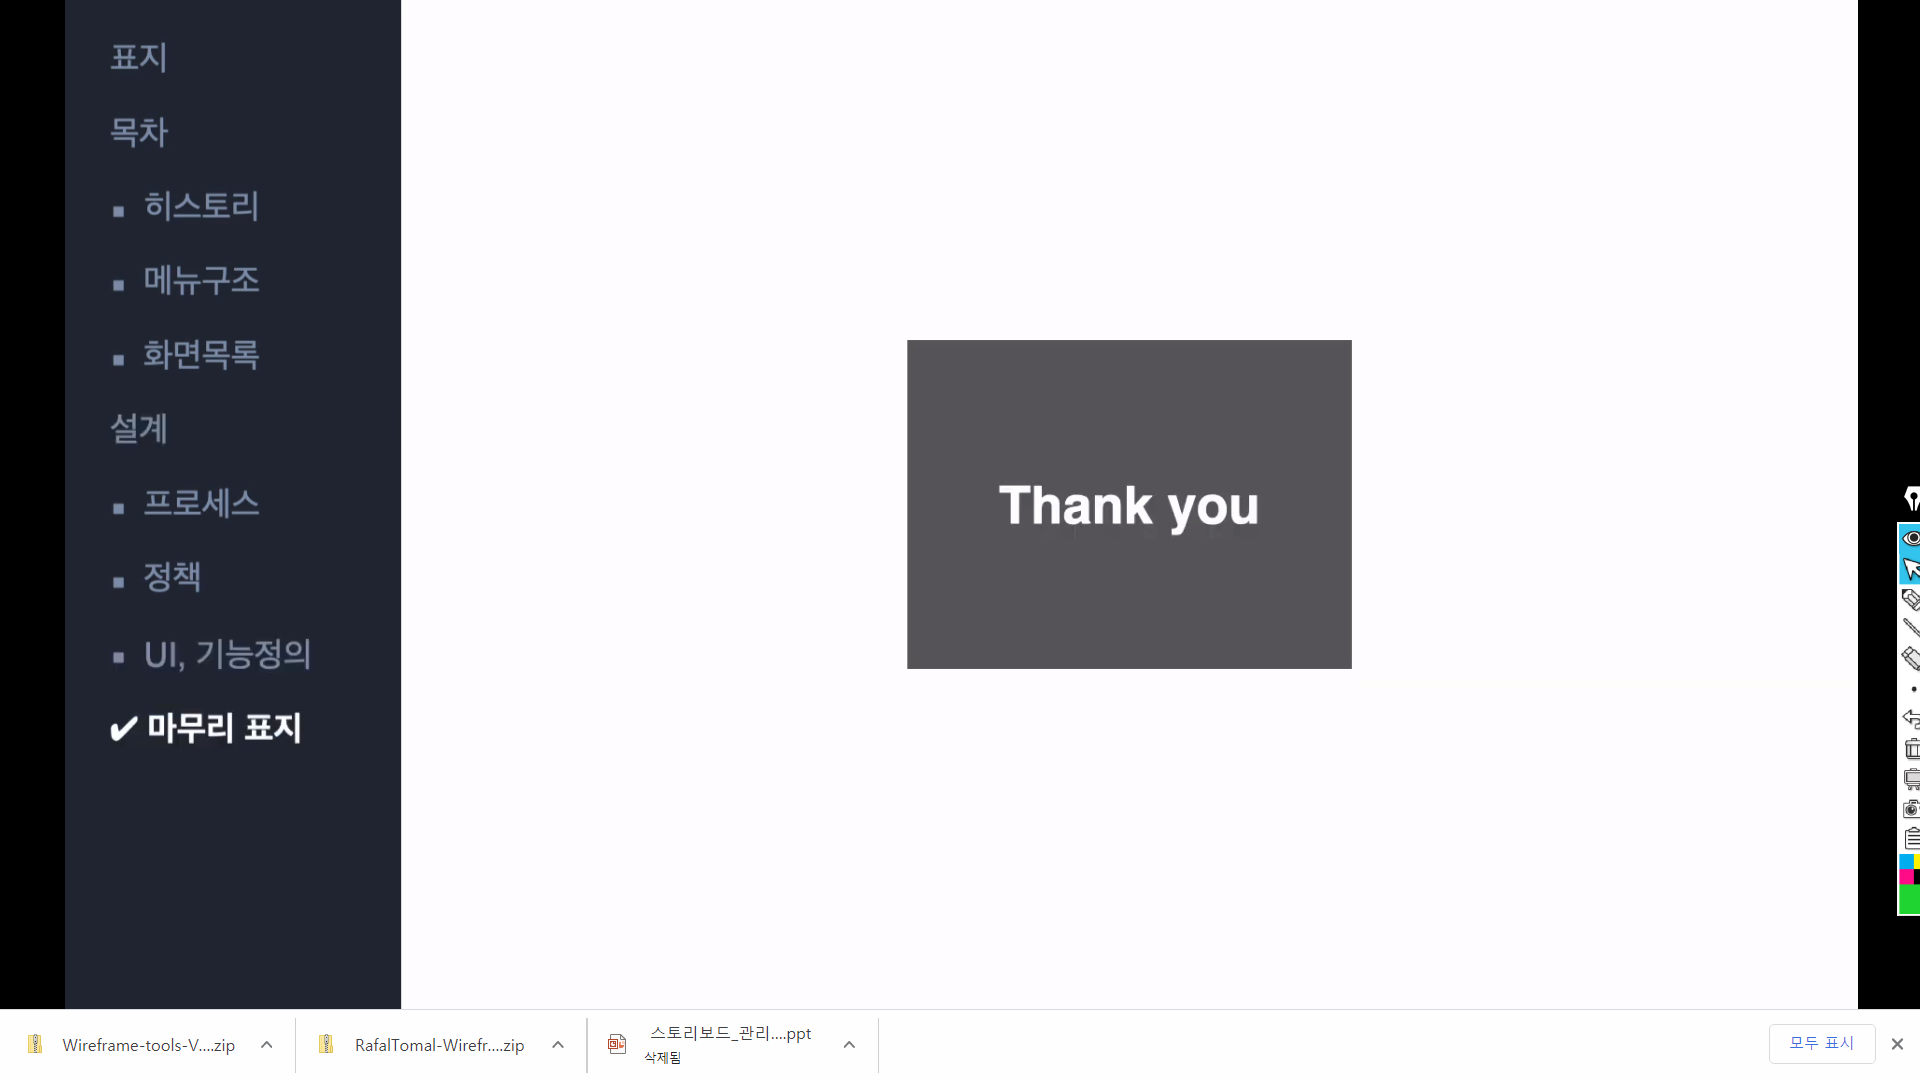 표지
목차
▪ 히스토리
▪ 메뉴구조
▪ 화면목록
설계
▪ 프로세스
▪ 정책
▪ UI, 기능정의
✔ 마무리 표지
Thank you
Wireframe-tools-V....zip
RafalTomal-Wirefr....zip
스토리보드_관리....ppt
삭제됨
모두 표시